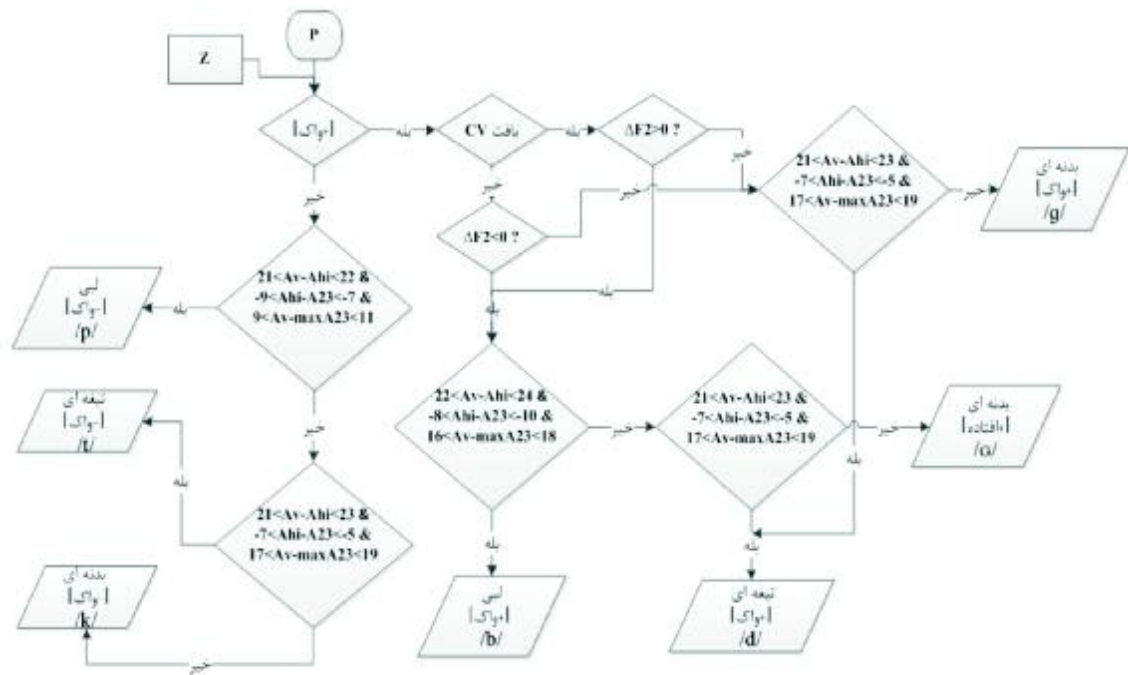 P
Z
[+واک]
بله
بافت CV
بله
ΔF2>0 ?
خیر
خیر
خیر
ΔF2<0 ?
خیر
21<Av-Ahi<23 &
-7<Ahi-A23<-5 &
17<Av-maxA23<19
خیر
بدنه ای
[+واک]
/g/
21<Av-Ahi<22 &
-9<Ahi-A23<-7 &
9<Av-maxA23<11
بله
لبی
[-واک]
/p/
بله
بله
22<Av-Ahi<24 &
-8<Ahi-A23<-10 &
16<Av-maxA23<18
خیر
21<Av-Ahi<23 &
-7<Ahi-A23<-5 &
17<Av-maxA23<19
خیر
بدنه ای
[+افتاده]
/G/
بله
تیغه ای
[-واک]
/t/
خیر
بله
21<Av-Ahi<23 &
-7<Ahi-A23<-5 &
17<Av-maxA23<19
بدنه ای
[-واک]
/k/
خیر
بله
لبی
[+واک]
/b/
بله
تیغه ای
[+واک]
/d/